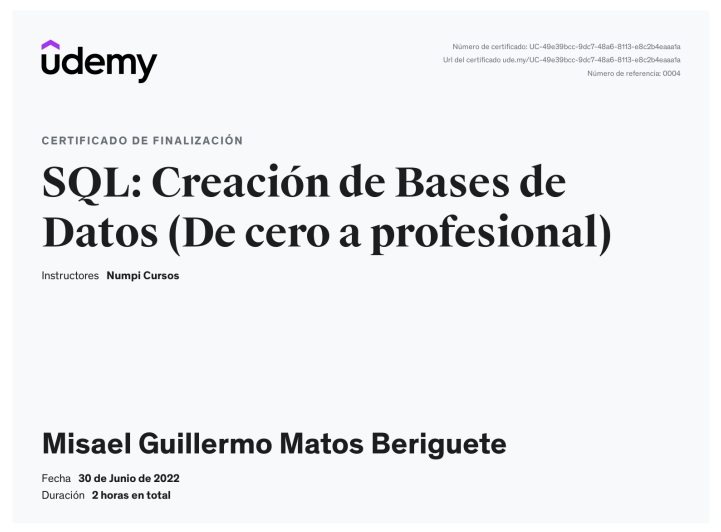 udemy
Número de certificado: UC-49e39bcc-9dc7-48a6-8113-e8c2b4eaaa1a
Url del certificado ude.my/UC-49e39bcc-9dc7-48a6-8113-e8c2b4eaaa1a
Número de referencia: 0004
CERTIFICADO DE FINALIZACIÓN
SQL: Creación de Bases de
Datos (De cero a profesional)
Instructores Numpi Cursos
Misael Guillermo Matos Beriguete
Fecha 30 de Junio de 2022
Duración 2 horas en total